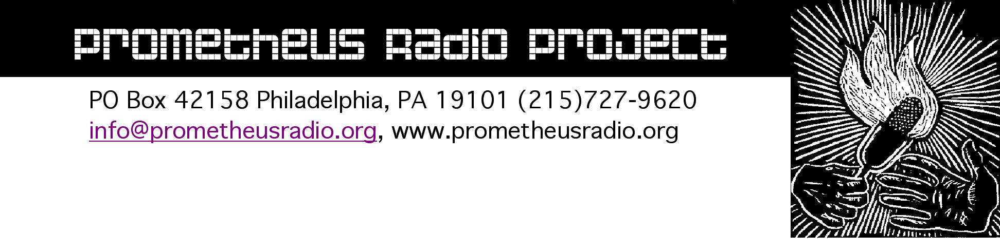 Prometheus Radio Project
PO Box 42158 Philadelphia, PA 19101 (215)727-9620
info@prometheusradio.org, www.prometheusradio.org